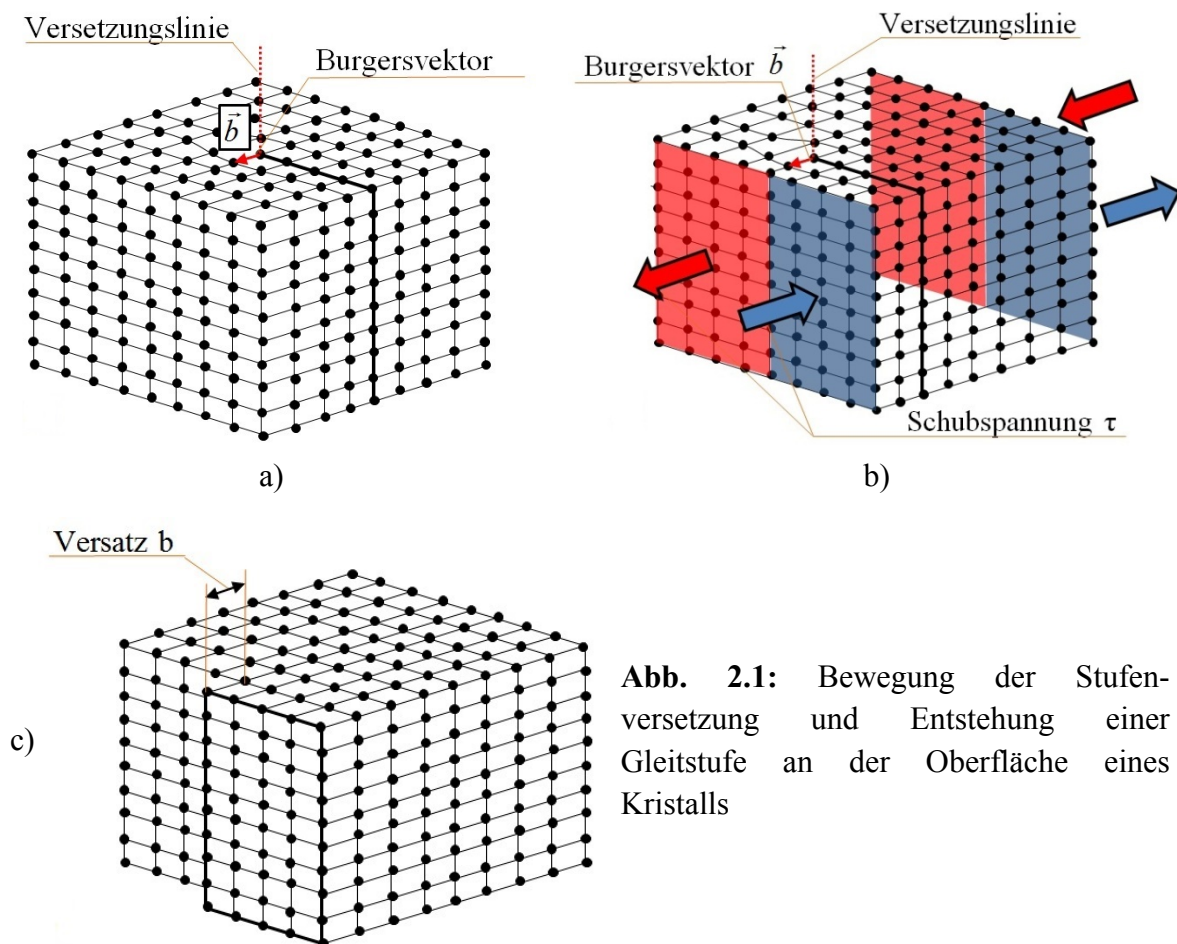 Versetzungslinie
Burgersvektor
b
a)
Versetzungslinie
Burgersvektor b
Schubspannung τ
b)
Versatz b
c)
Abb. 2.1: Bewegung der Stufen-
versetzung und Entstehung einer
Gleitstufe an der Oberfläche eines
Kristalls